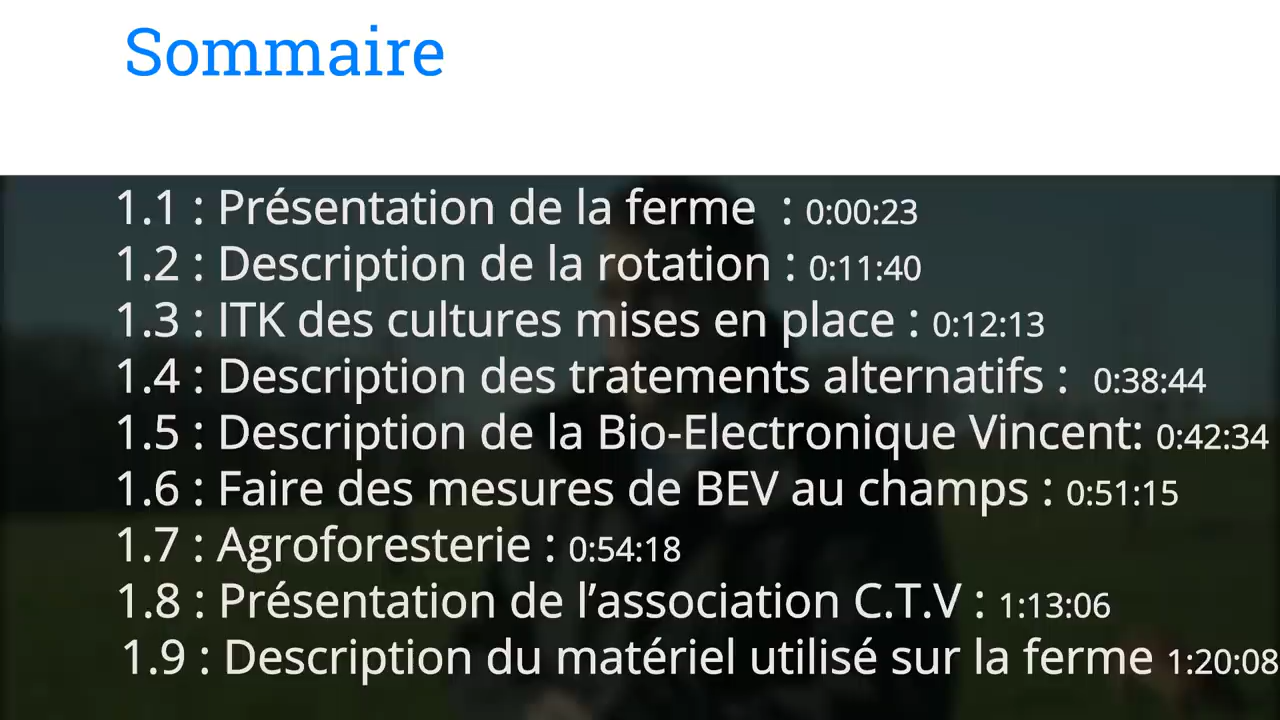 Sommaire
1.1 : Présentation de la ferme  : 0:00:23
1.2 : Description de la rotation : 0:11:40
1.3 : ITK des cultures mises en place : 0:12:13
1.4 : Description des tratements alternatifs :  0:38:44
1.5 : Description de la Bio-Electronique Vincent: 0:42:34
1.6 : Faire des mesures de BEV au champs : 0:51:15
1.7 : Agroforesterie : 0:54:18
1.8 : Présentation de l’association C.T.V : 1:13:06
1.9 : Description du matériel utilisé sur la ferme 1:20:08